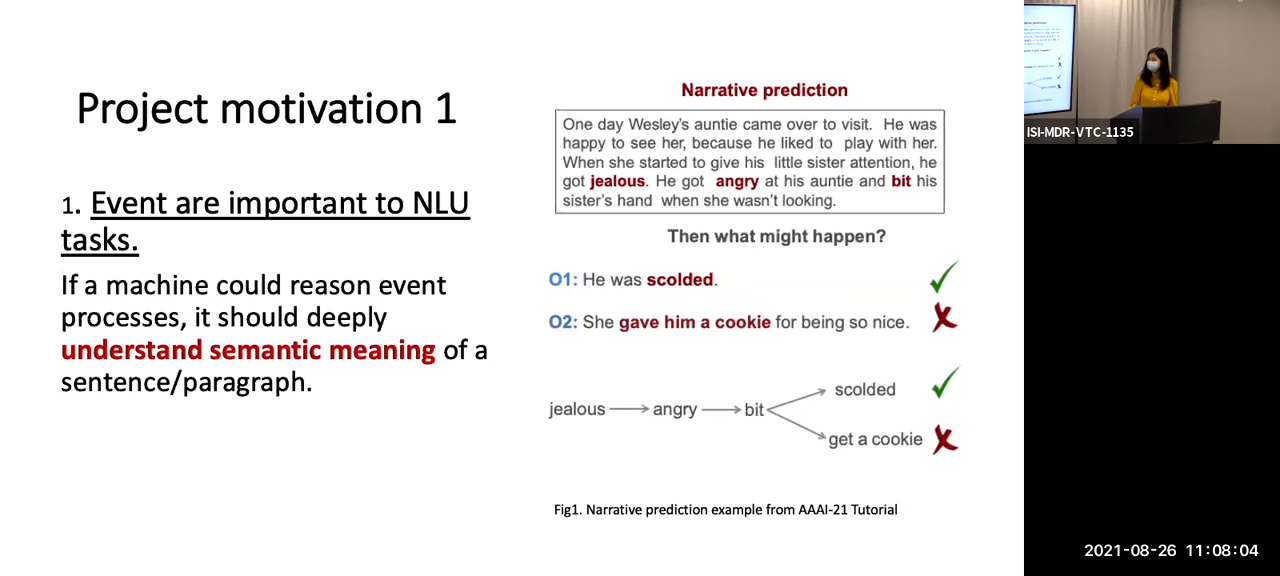 Project motivation 1
1. Event are important to NLU
tasks.
If a machine could reason event
processes, it should deeply
understand semantic meaning of a
sentence/paragraph.
Narrative prediction
One day Wesley's auntie came over to visit. He was
happy to see her, because he liked to play with her.
When she started to give his little sister attention, he
got jealous. He got angry at his auntie and bit his
sister's hand when she wasn't looking.
Then what might happen?
O1: He was scolded.
O2: She gave him a cookie for being so nice.
scolded
jealous angry bit
get a cookie
Fig1. Narrative prediction example from AAAI-21 Tutorial
ISI-MDR-VTC-1135
2021-08-26 11:08:04